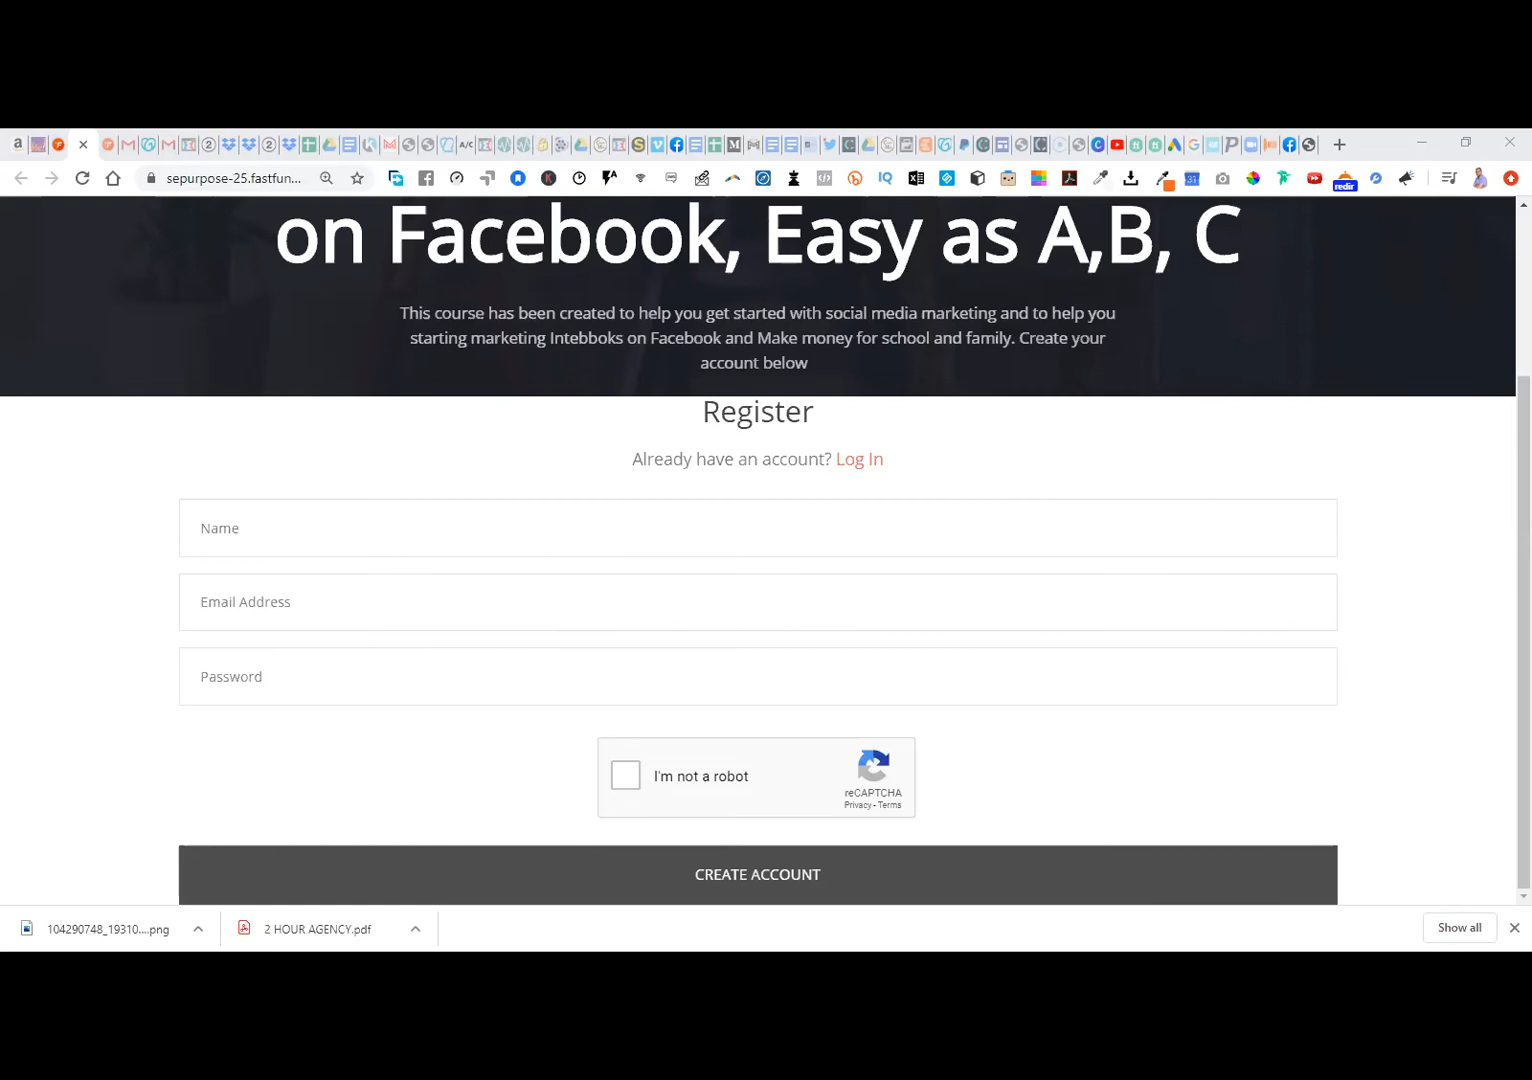 sepurpose-25.fastfun...
redir
on Facebook, Easy as A,B, C
This course has been created to help you get started with social media marketing and to help you
starting marketing Intebboks on Facebook and Make money for school and family. Create your
account below
Register
Already have an account? Log In
Name
Email Address
Password
I'm not a robot
reCAPTCHA
Privacy - Terms
CREATE ACCOUNT
104290748_19310....png
2 HOUR AGENCY.pdf
Show all